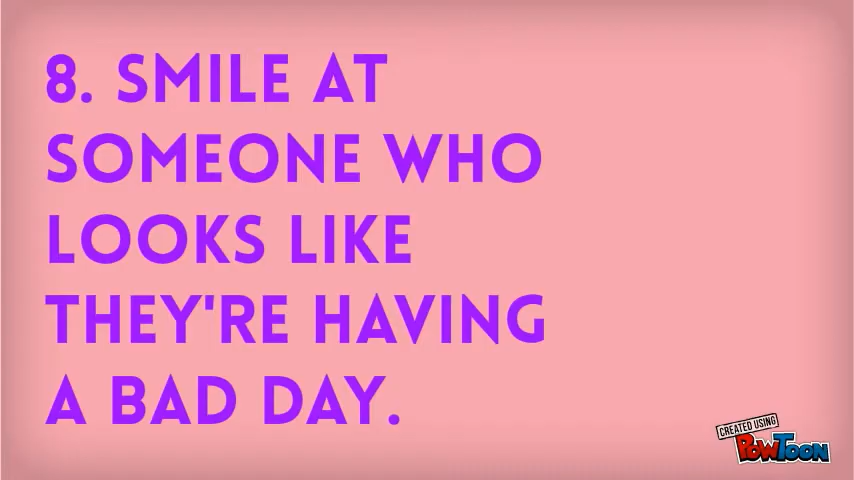 8. SMILE AT
SOMEONE WHO
LOOKS LIKE
THEY'RE HAVING
A BAD DAY.
CREATED USING
POWTOON